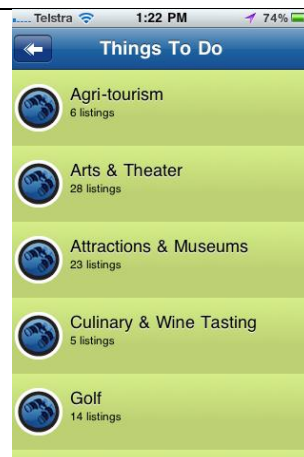 Telstra 1:22 PM 74%
Things To Do
Agri-tourism
6 listings
Arts & Theater
28 listings
Attractions & Museums
23 listings
Culinary & Wine Tasting
5 listings
Golf
14 listings